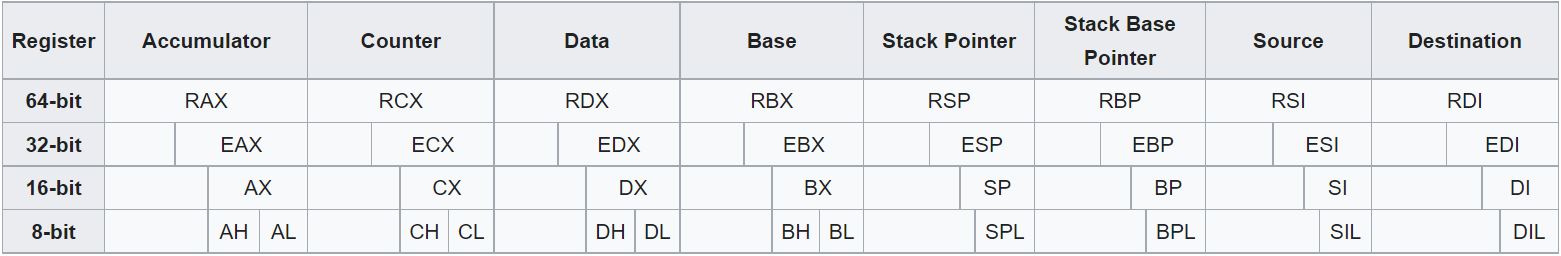 Register Accumulator Counter Data Base Stack Pointer Stack Base Pointer Source Destination
64-bit RAX RCX RDX RBX RSP RBP RSI RDI
32-bit EAX ECX EDX EBX ESP EBP ESI EDI
16-bit AX CX DX BX SP BP SI DI
8-bit AH AL CH CL DH DL BH BL SPL BPL SIL DIL